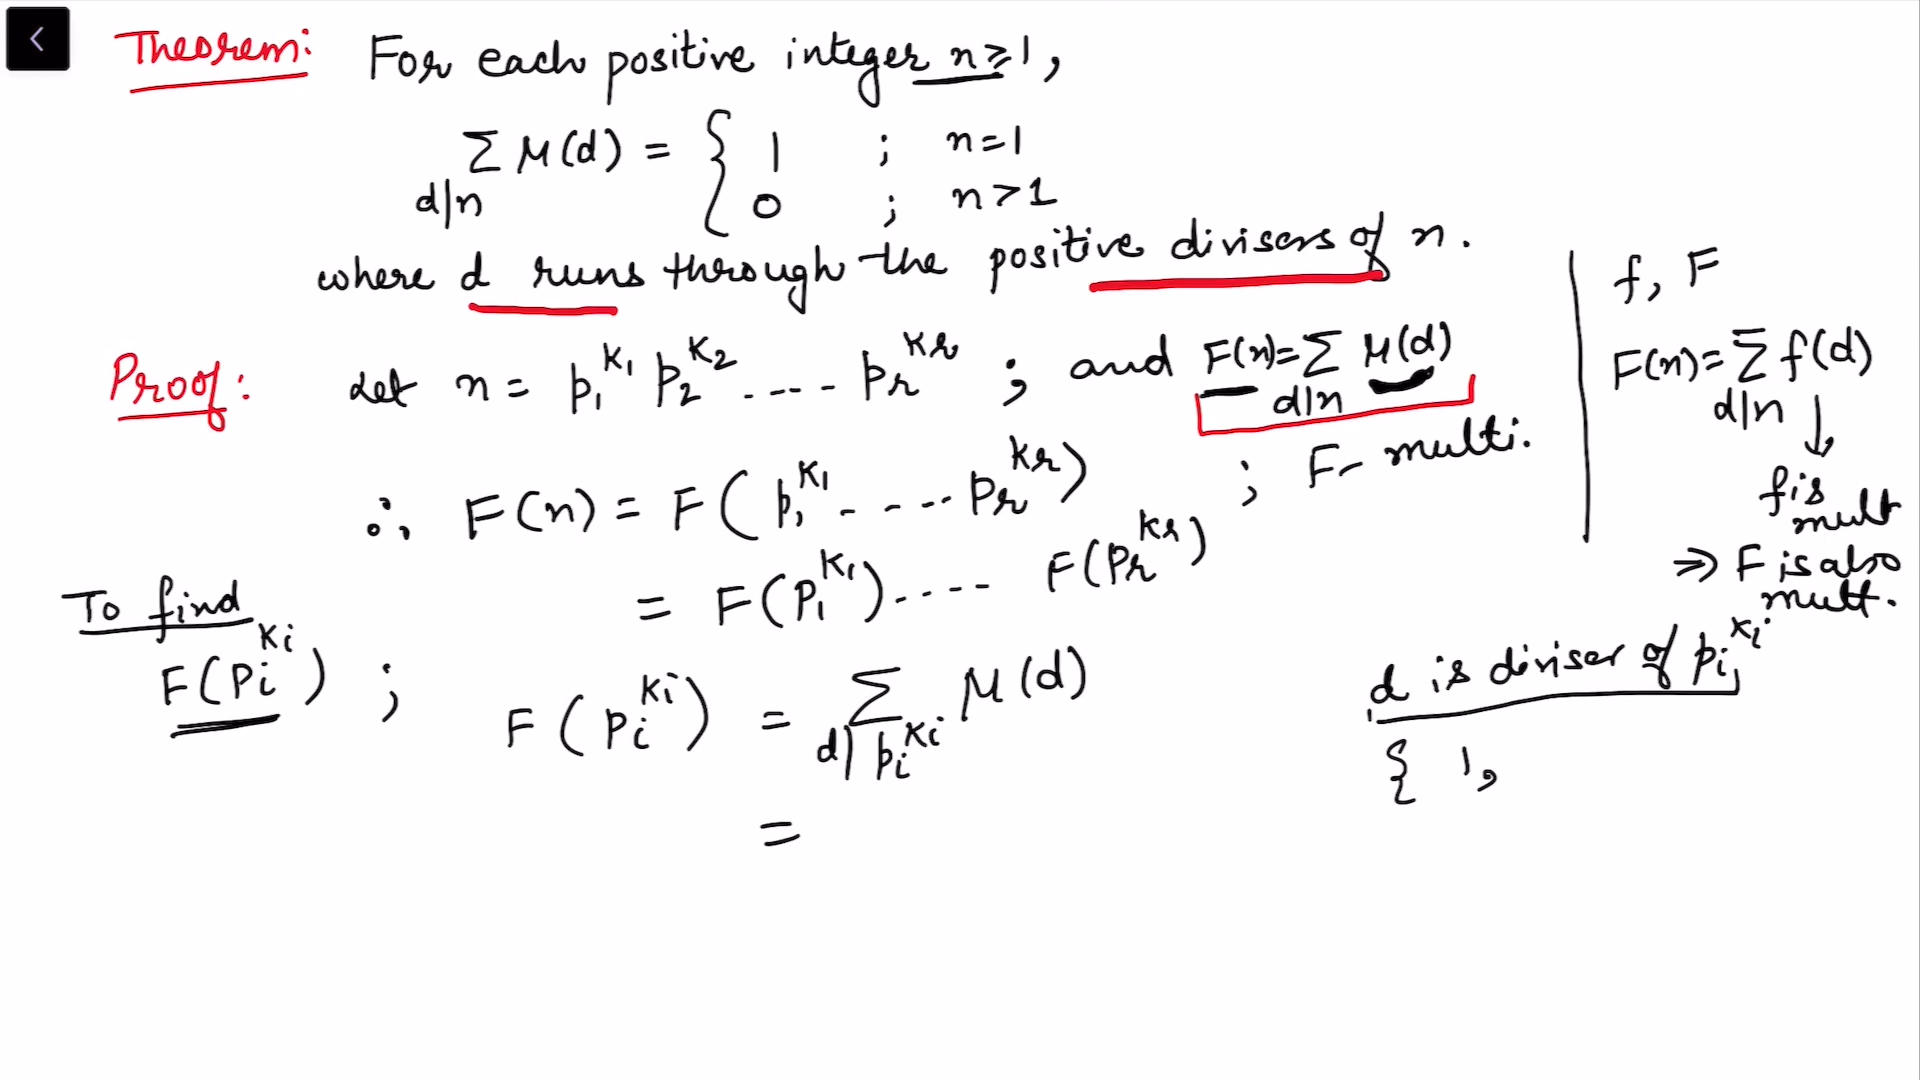 Theorem: For each positive integer n ≥ 1,
∑ μ(d) = { 1 ; n=1
d|n 0 ; n>1
where d runs through the positive divisers of n.
Proof: Let n = p₁^K₁ p₂^K₂ .---- pᵣ^Kᵣ ; and F(n)=∑ μ(d)
d|n
∴ F(n) = F(p₁^K₁ - - --- pᵣ^Kᵣ) ; F- multi.
= F(p₁^K₁).... F(pᵣ^Kᵣ)
To find
F(pᵢ^Kᵢ) ; F(pᵢ^Kᵢ) = ∑ μ(d)
d|pᵢ^Kᵢ
=
f, F
F(n)=∑ f(d)
d|n ↓
f is
mult
⇒ F is also
mult.
d is diviser of pᵢ^Kᵢ,
{ 1,